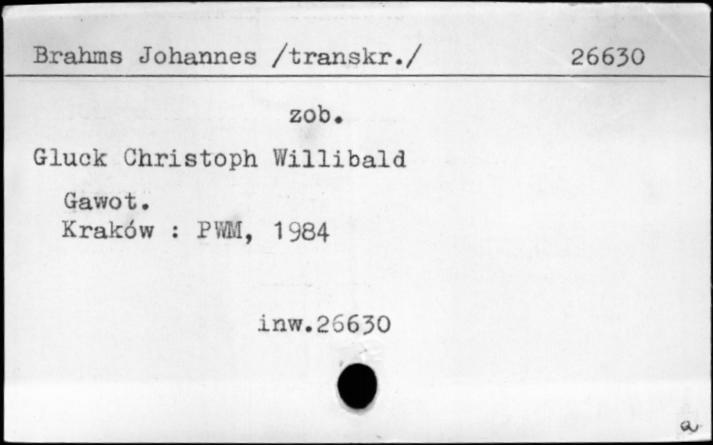 Brahms Johannes /transkr./ 26630
zob.
Gluck Christoph Willibald
Gawot.
Kraków : PWM, 1984
inw.26630
a